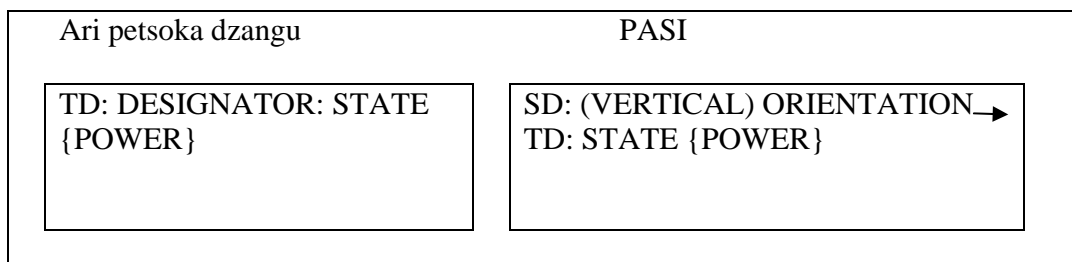 Ari petsoka dzangu PASI
TD: DESIGNATOR: STATE
{POWER}
SD: (VERTICAL) ORIENTATION
TD: STATE {POWER}